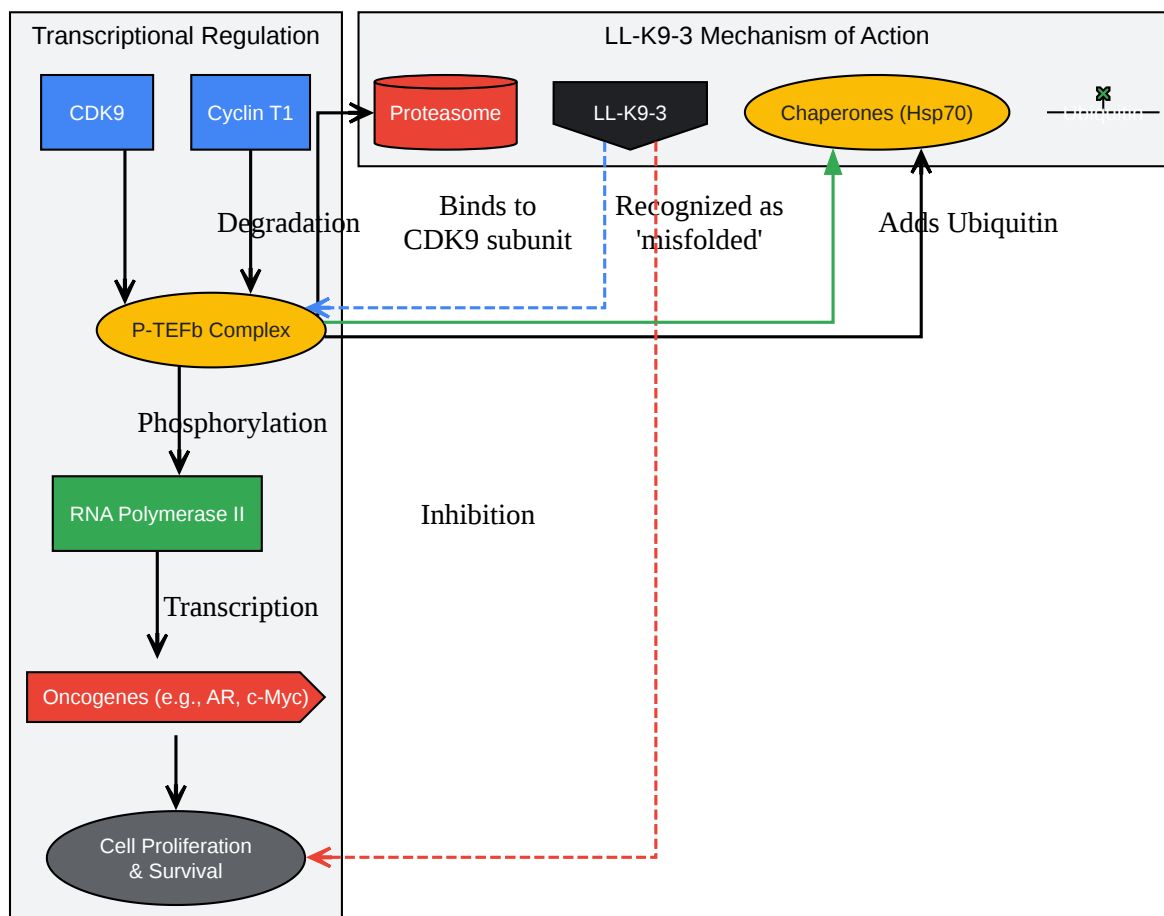 Transcriptional Regulation
LL-K9-3 Mechanism of Action
CDK9
Cyclin T1
Proteasome
LL-K9-3
Chaperones (Hsp70)
Ubiquitin
Degradation
Binds to
CDK9 subunit
Recognized as
'misfolded'
Adds Ubiquitin
P-TEFb Complex
Phosphorylation
RNA Polymerase II
Inhibition
Transcription
Oncogenes (e.g., AR, c-Myc)
Cell Proliferation
& Survival